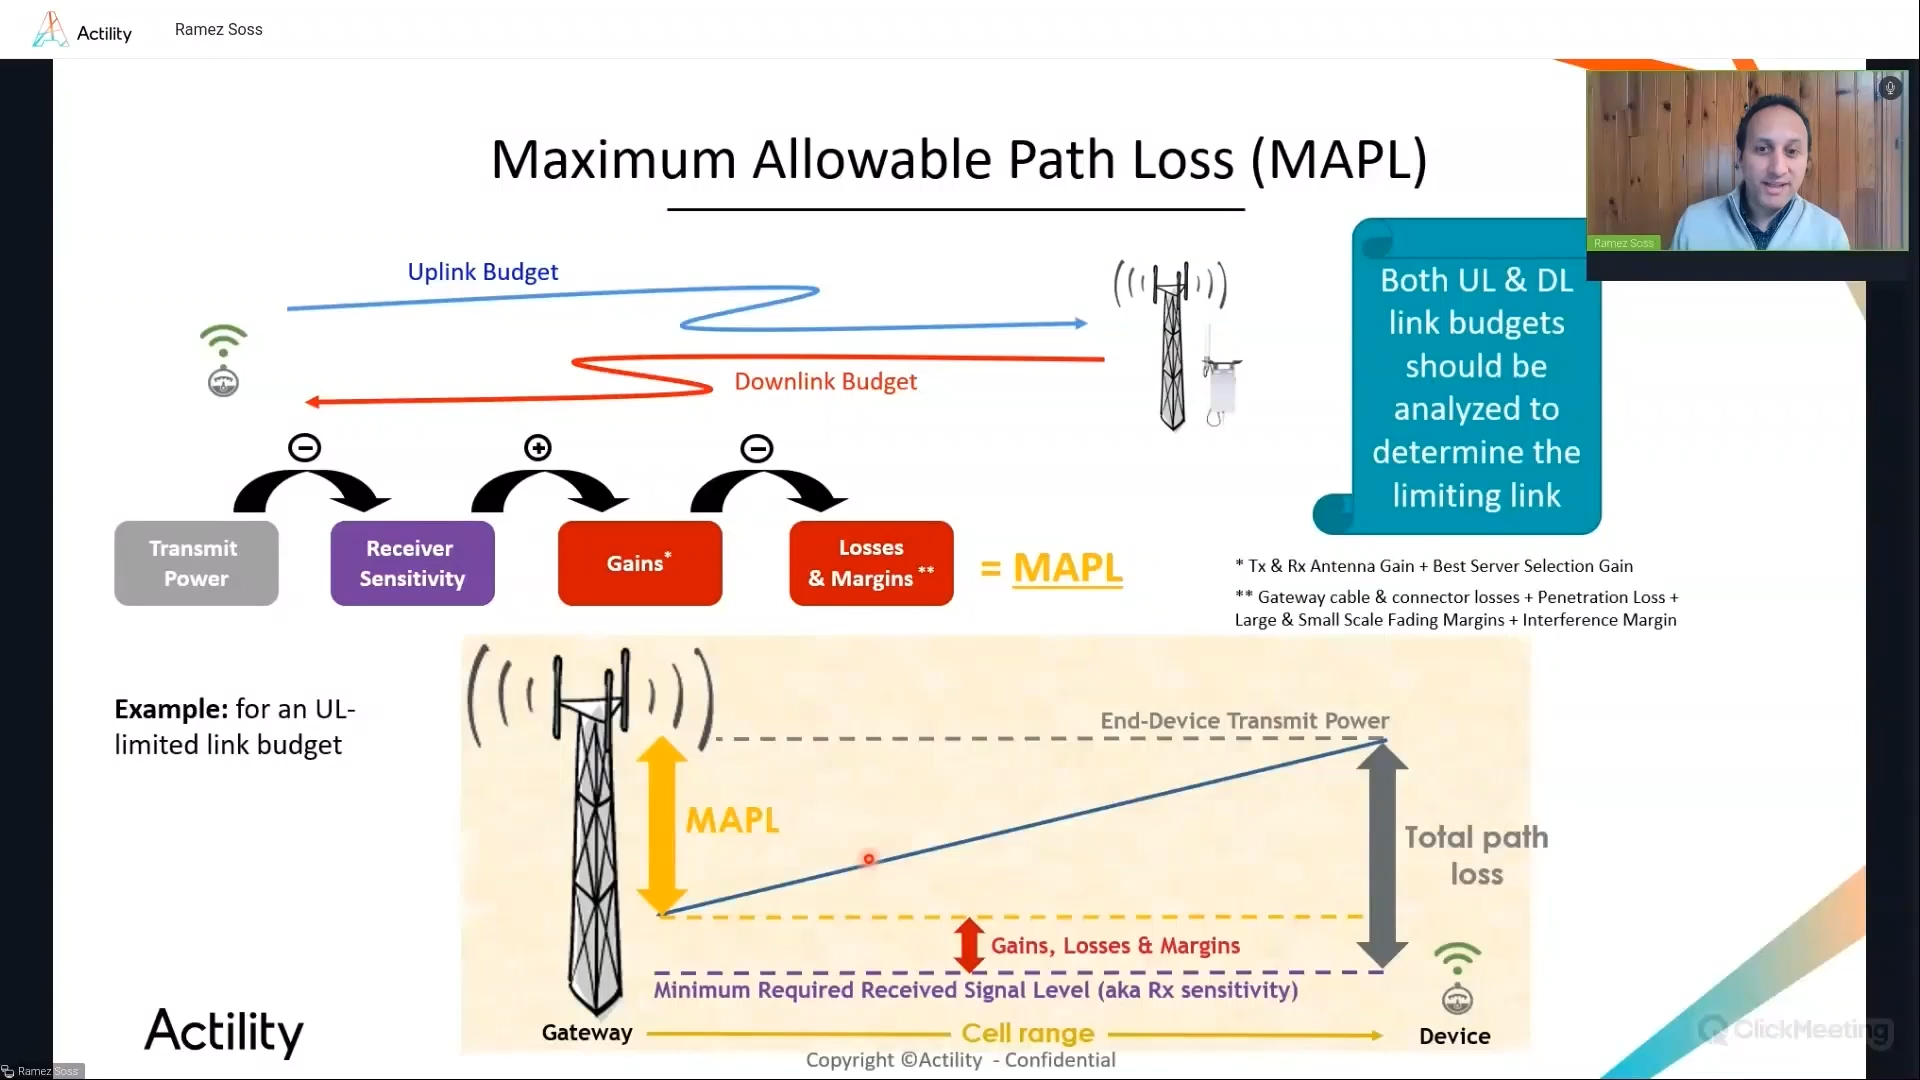 Actility
Ramez Soss
Maximum Allowable Path Loss (MAPL)
Ramez Soss
Uplink Budget
Downlink Budget
Both UL & DL
link budgets
should be
analyzed to
determine the
limiting link
Transmit
Power
Receiver
Sensitivity
Gains*
Losses
& Margins**
= MAPL
* Tx & Rx Antenna Gain + Best Server Selection Gain
** Gateway cable & connector losses + Penetration Loss +
Large & Small Scale Fading Margins + Interference Margin
Example: for an UL-
limited link budget
End-Device Transmit Power
MAPL
Total path
loss
Gains, Losses & Margins
Minimum Required Received Signal Level (aka Rx sensitivity)
Gateway
Cell range
Device
Actility
Copyright ©Actility - Confidential
ClickMeeting
Ramez Soss